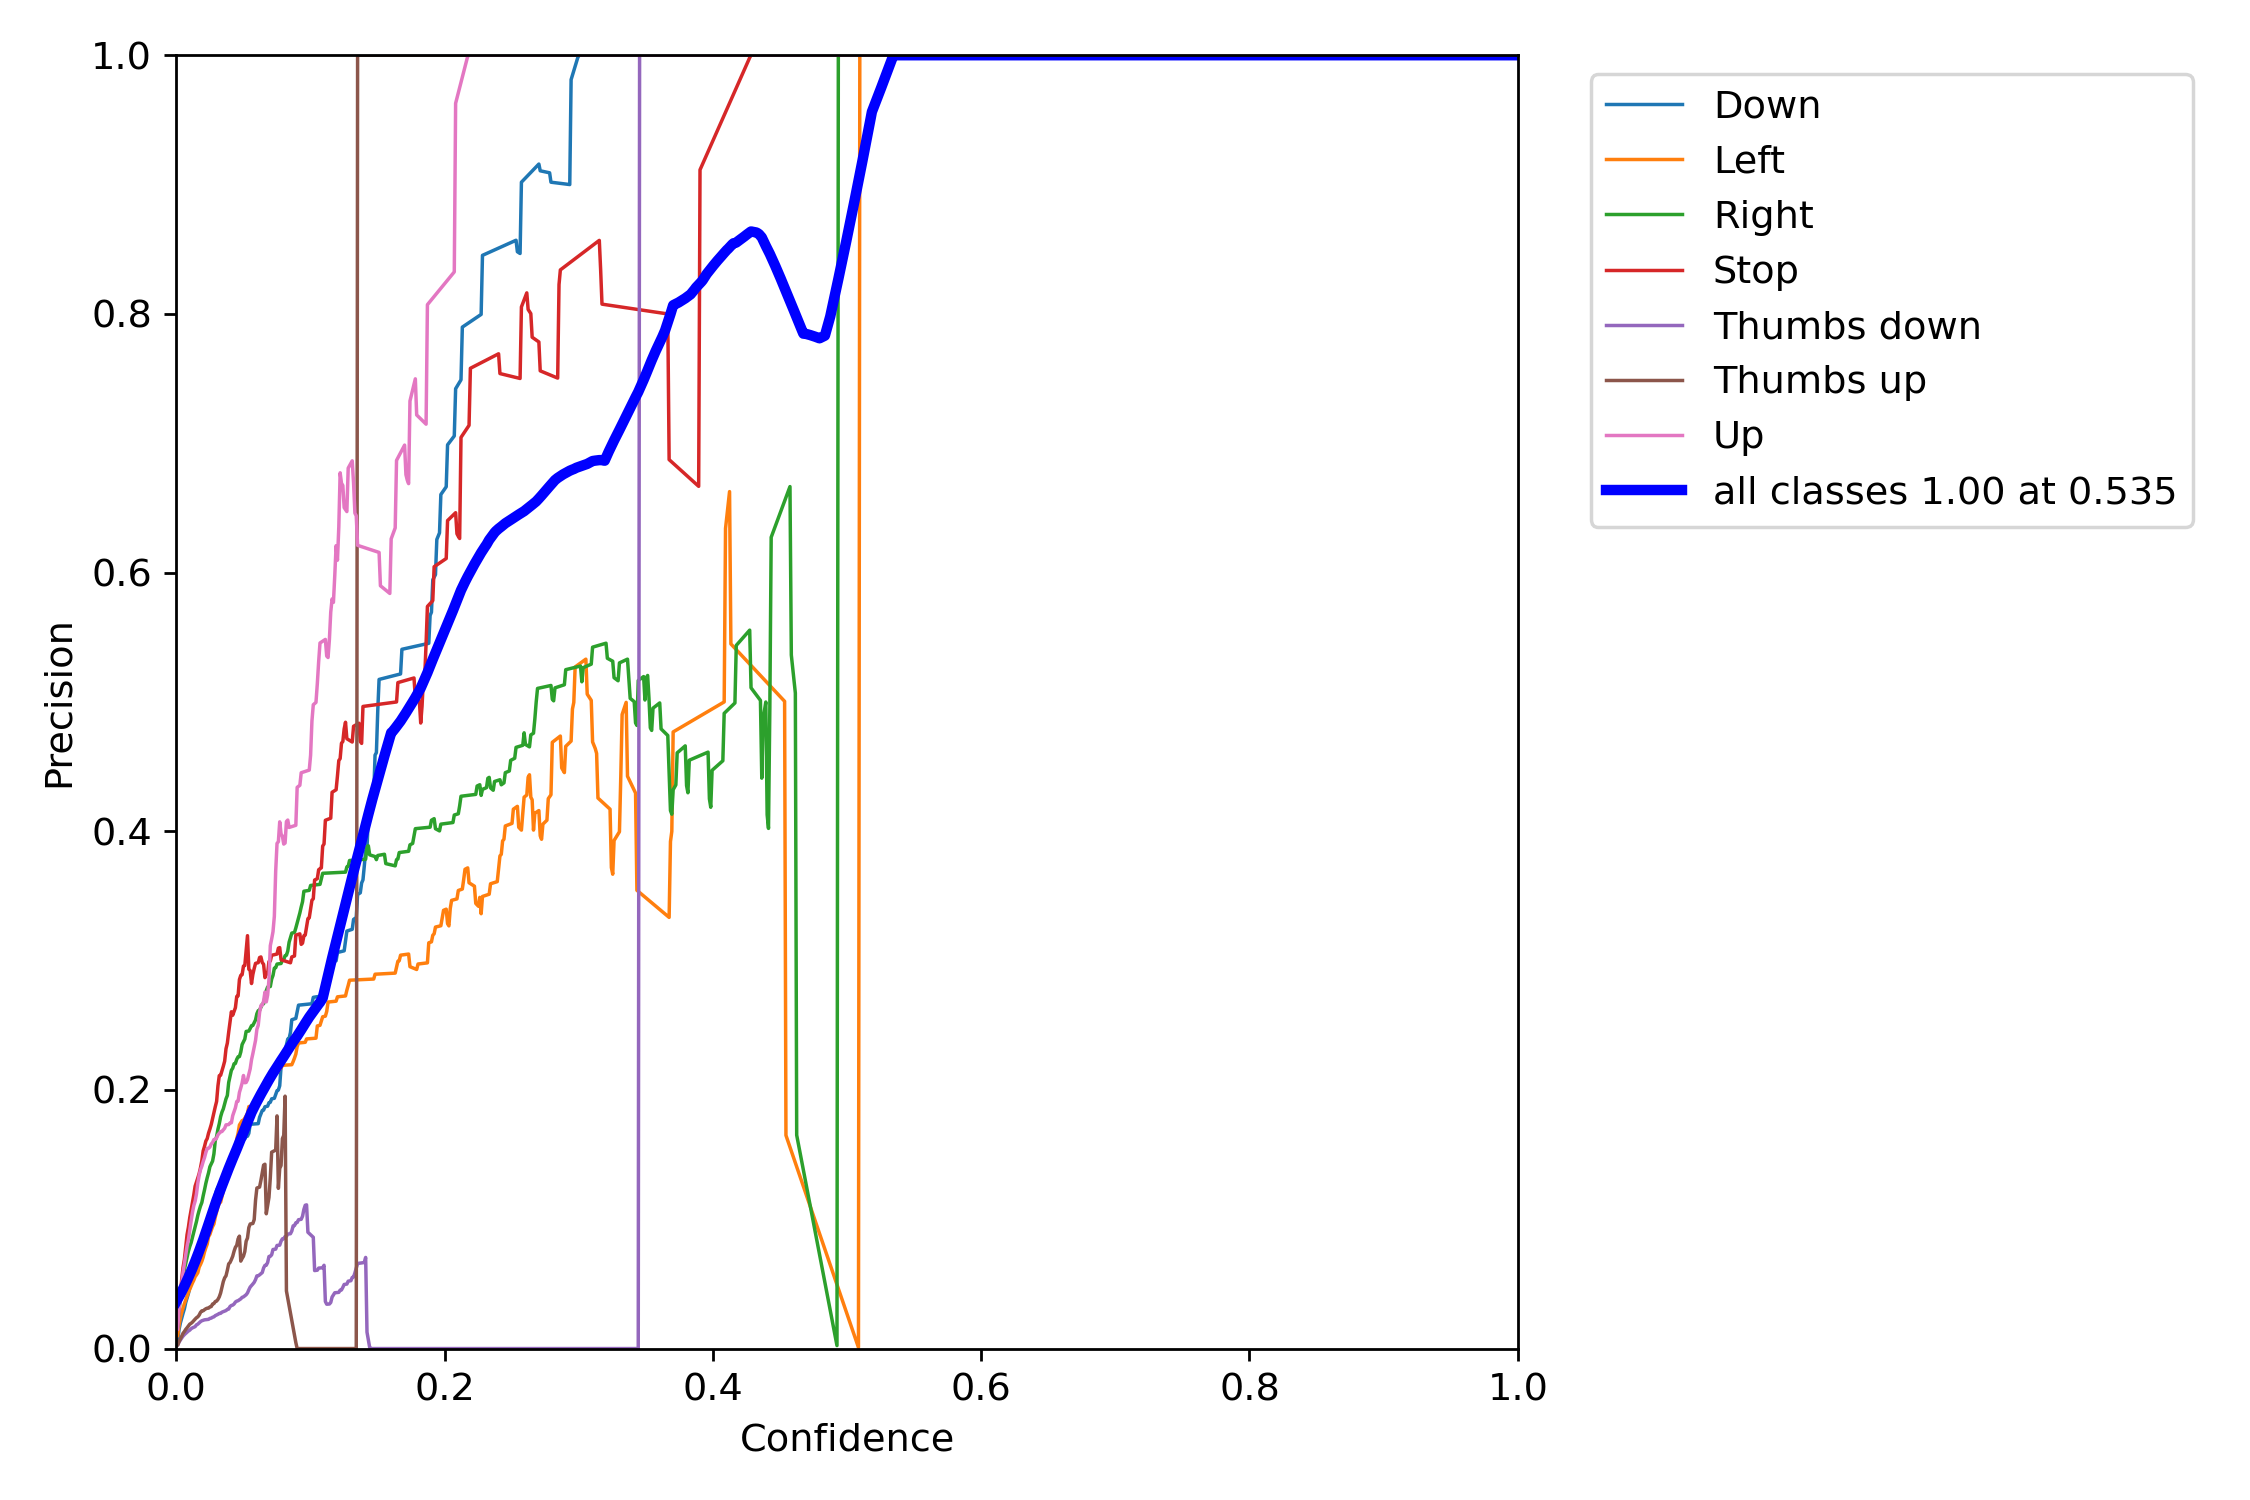 1.0
0.8
0.6
0.4
0.2
0.0
Precision
0.0 0.2 0.4 0.6 0.8 1.0
Confidence
Down
Left
Right
Stop
Thumbs down
Thumbs up
Up
all classes 1.00 at 0.535